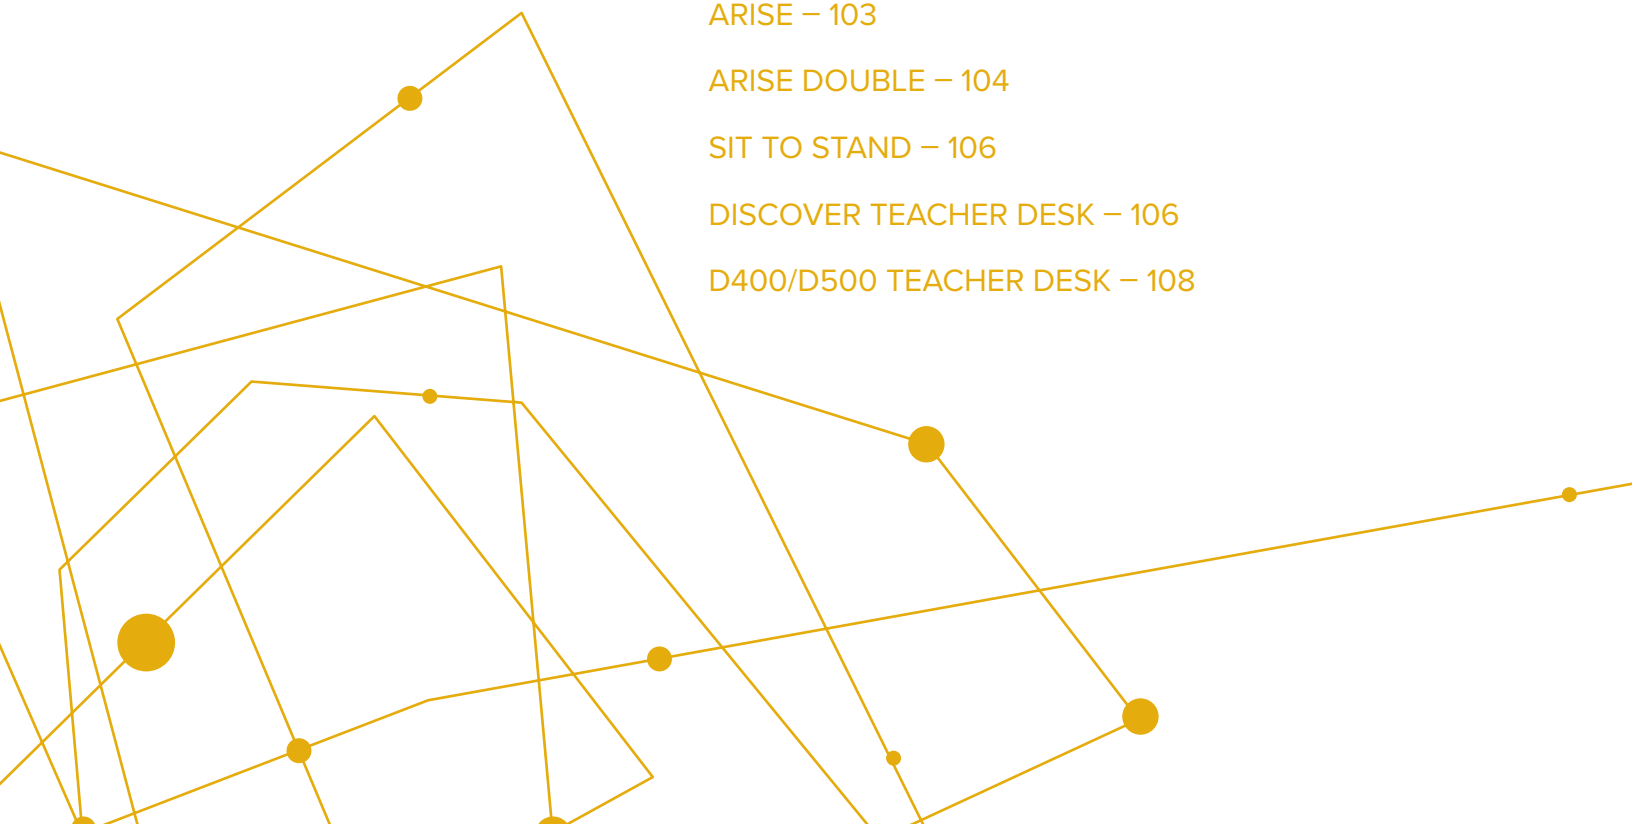 ARISE – 103
ARISE DOUBLE – 104
SIT TO STAND – 106
DISCOVER TEACHER DESK – 106
D400/D500 TEACHER DESK – 108